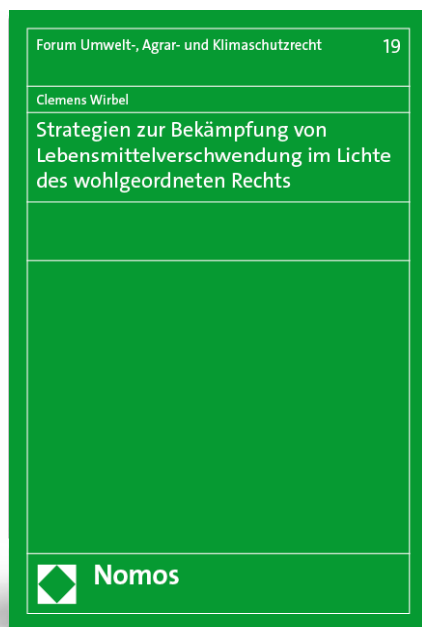 Forum Umwelt-, Agrar- und Klimaschutzrecht 19
Clemens Wirbel
Strategien zur Bekämpfung von
Lebensmittelverschwendung im Lichte
des wohlgeordneten Rechts
Nomos